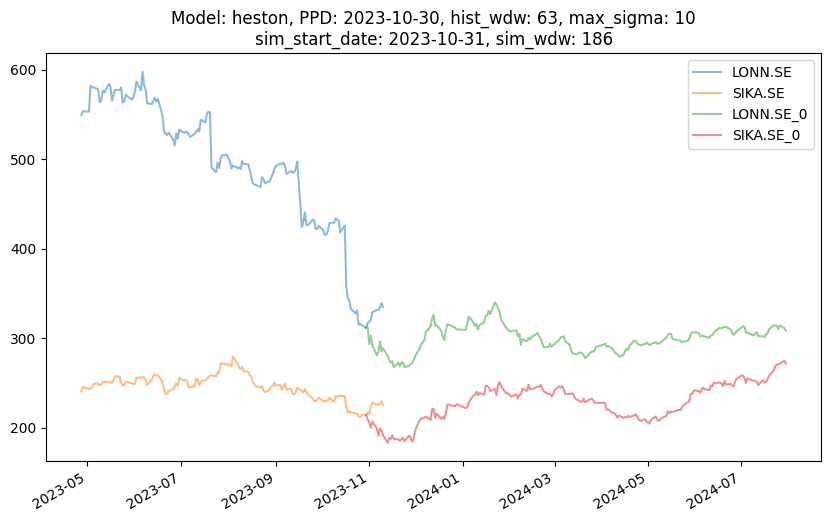 Model: heston, PPD: 2023-10-30, hist_wdw: 63, max_sigma: 10
sim_start_date: 2023-10-31, sim_wdw: 186
LONN.SE
SIKA.SE
LONN.SE_0
SIKA.SE_0
600
500
400
300
200
2023-05
2023-07
2023-09
2023-11
2024-01
2024-03
2024-05
2024-07